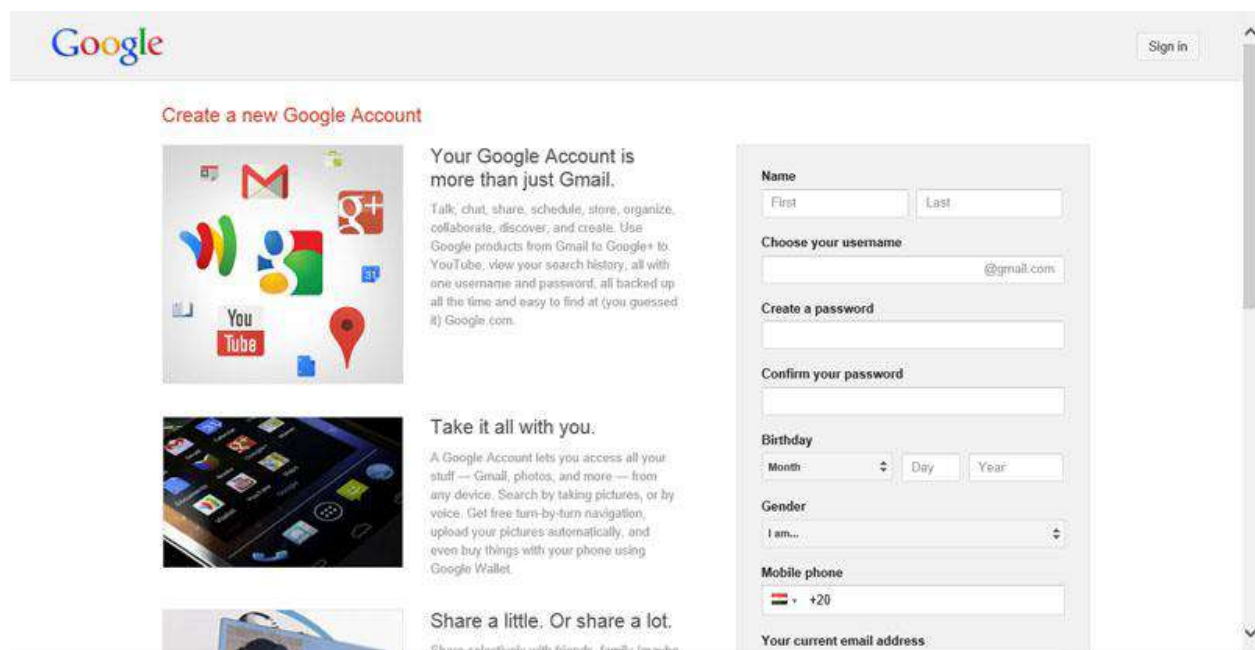 Google
Sign in
Create a new Google Account
Your Google Account is
more than just Gmail.
Talk, chat, share, schedule, store, organize,
collaborate, discover, and create. Use
Google products from Gmail to Google+ to
YouTube, view your search history, all with
one username and password, all backed up
all the time and easy to find at (you guessed
it) Google.com.
g+
31
You
Tube
Take it all with you.
A Google Account lets you access all your
stuff — Gmail, photos, and more — from
any device. Search by taking pictures, or by
voice. Get free turn-by-turn navigation,
upload your pictures automatically, and
even buy things with your phone using
Google Wallet.
Share a little. Or share a lot.
Share selectively with friends, family (maybe
Name
First
Last
Choose your username
@gmail.com
Create a password
Confirm your password
Birthday
Month
Day
Year
Gender
I am...
Mobile phone
+20
Your current email address